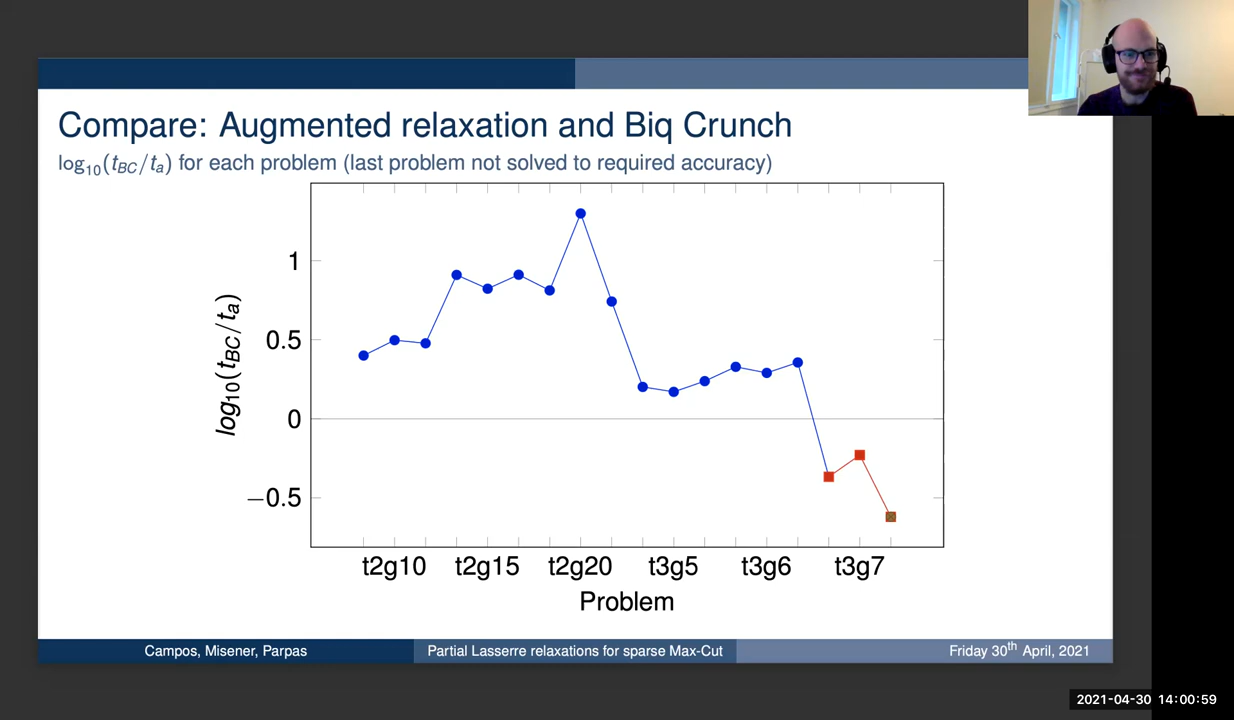 Compare: Augmented relaxation and Biq Crunch
log10(tBC/ta) for each problem (last problem not solved to required accuracy)
1
0.5
0
−0.5
log10(tBC/ta)
t2g10 t2g15 t2g20 t3g5 t3g6 t3g7
Problem
Campos, Misener, Parpas
Partial Lasserre relaxations for sparse Max-Cut
Friday 30th April, 2021
2021-04-30 14:00:59